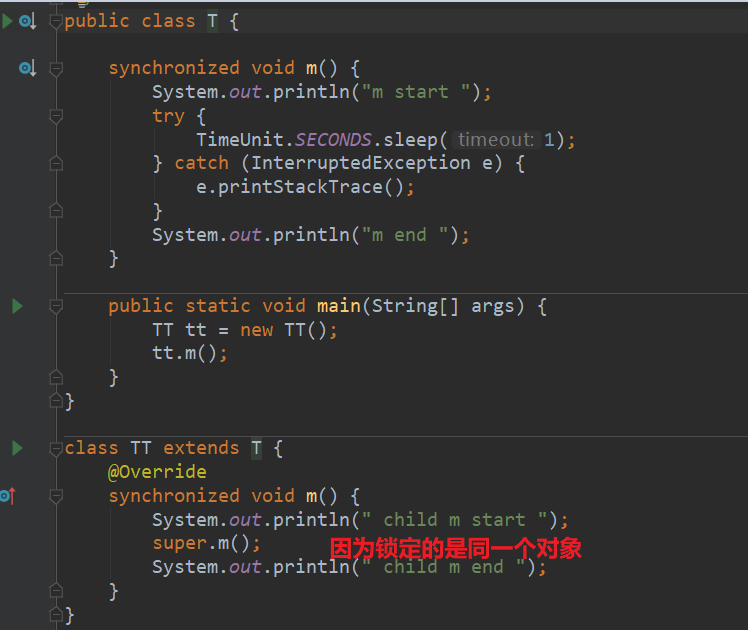 public class T {
synchronized void m() {
System.out.println("m start ");
try {
TimeUnit.SECONDS.sleep( timeout: 1);
} catch (InterruptedException e) {
e.printStackTrace();
}
System.out.println("m end ");
}
public static void main(String[] args) {
TT tt = new TT();
tt.m();
}
}
class TT extends T {
@Override
synchronized void m() {
System.out.println(" child m start ");
super.m();
因为锁定的是同一个对象
System.out.println(" child m end ");
}
}